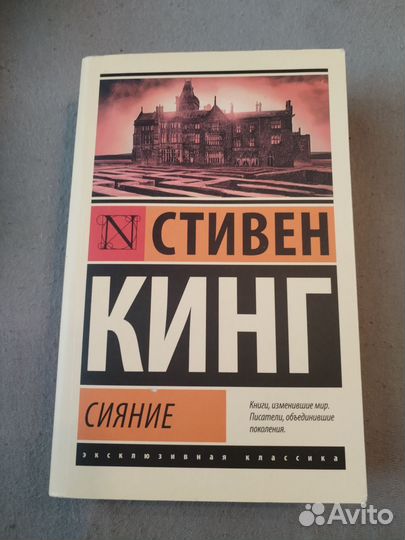 N
СТИВЕН
КИНГ
СИЯНИЕ
Книги, изменившие мир.
Писатели, объединившие
поколения.
эксклюзивная классика
Avito